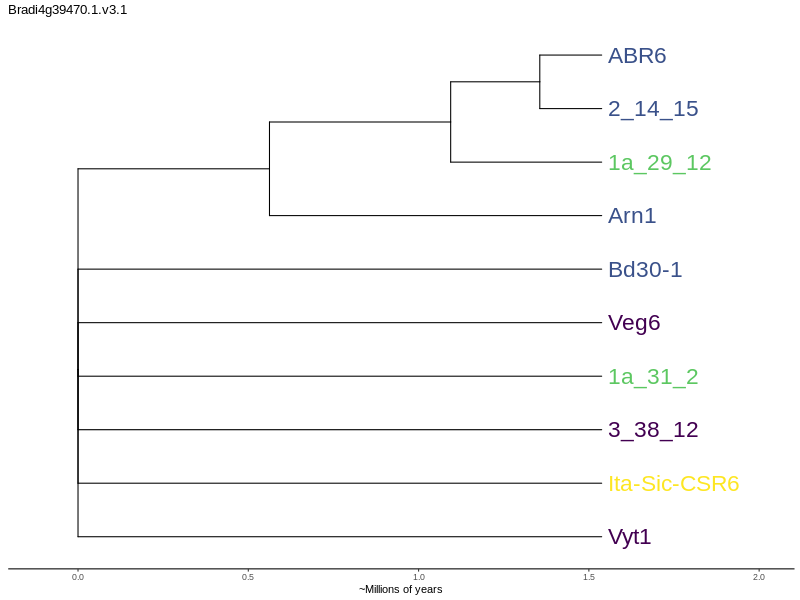 Bradi4g39470.1.v3.1
ABR6
2_14_15
1a_29_12
Arn1
Bd30-1
Veg6
1a_31_2
3_38_12
Ita-Sic-CSR6
Vyt1
0.0 0.5 1.0 1.5 2.0
~Millions of years